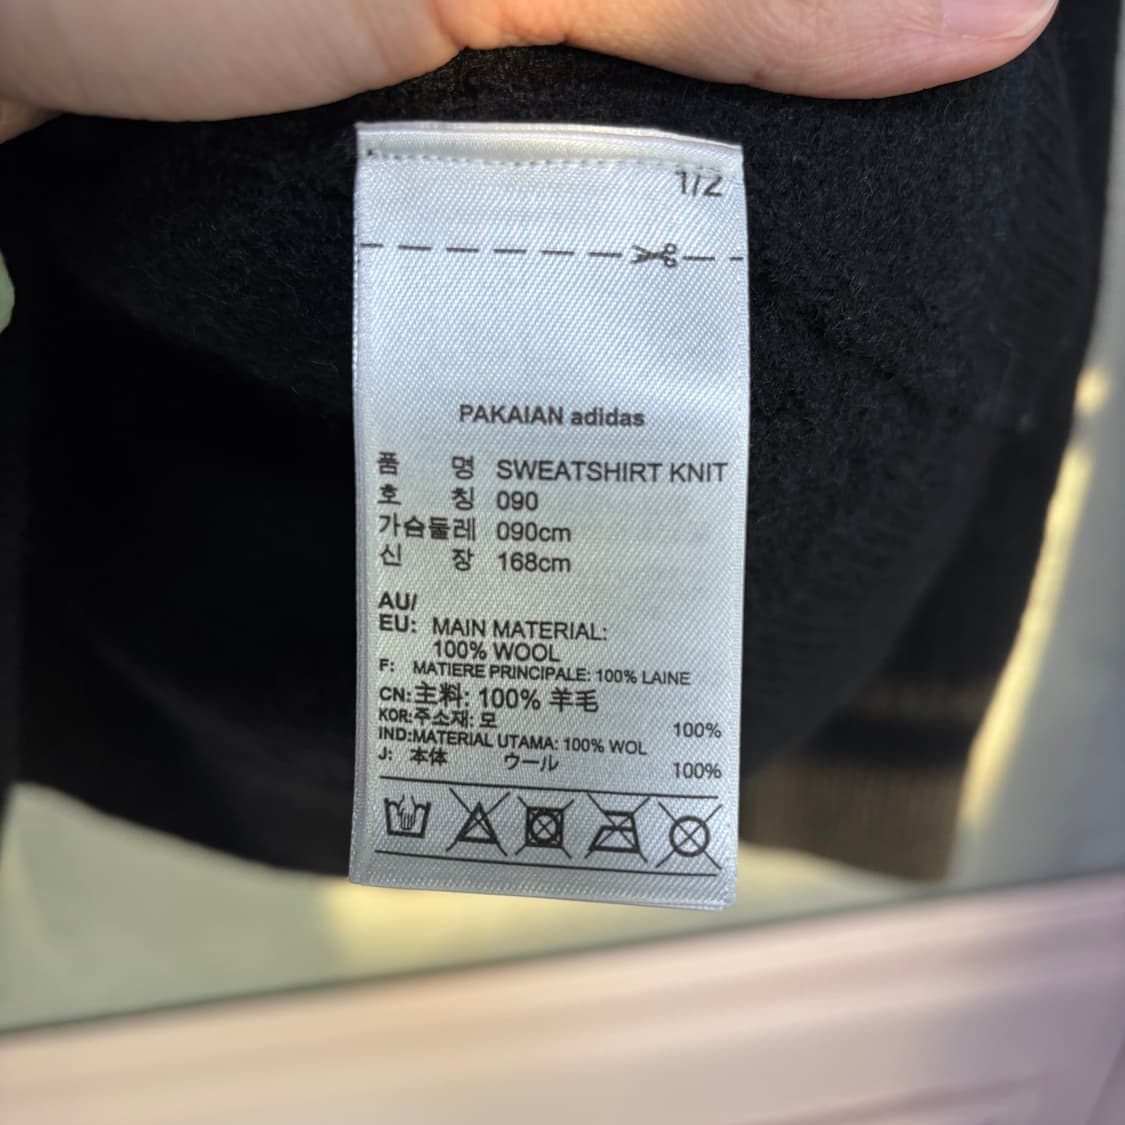 1/2
PAKAIAN adidas
품 명 SWEATSHIRT KNIT
호 칭 090
가슴둘레 090cm
신 장 168cm
AU/
EU: MAIN MATERIAL:
100% WOOL
F: MATIERE PRINCIPALE: 100% LAINE
CN:主料: 100% 羊毛
KOR:주소재: 모 100%
IND:MATERIAL UTAMA: 100% WOL
J: 本体 ウール 100%